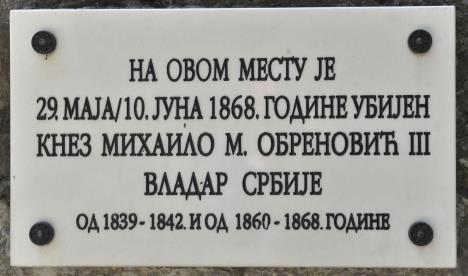 НА ОВОМ МЕСТУ ЈЕ
29. МАЈА/10. ЈУНА 1868. ГОДИНЕ УБИЈЕН
КНЕЗ МИХАИЛО М. ОБРЕНОВИЋ III
ВЛАДАР СРБИЈЕ
ОД 1839 - 1842. И ОД 1860 - 1868. ГОДИНЕ